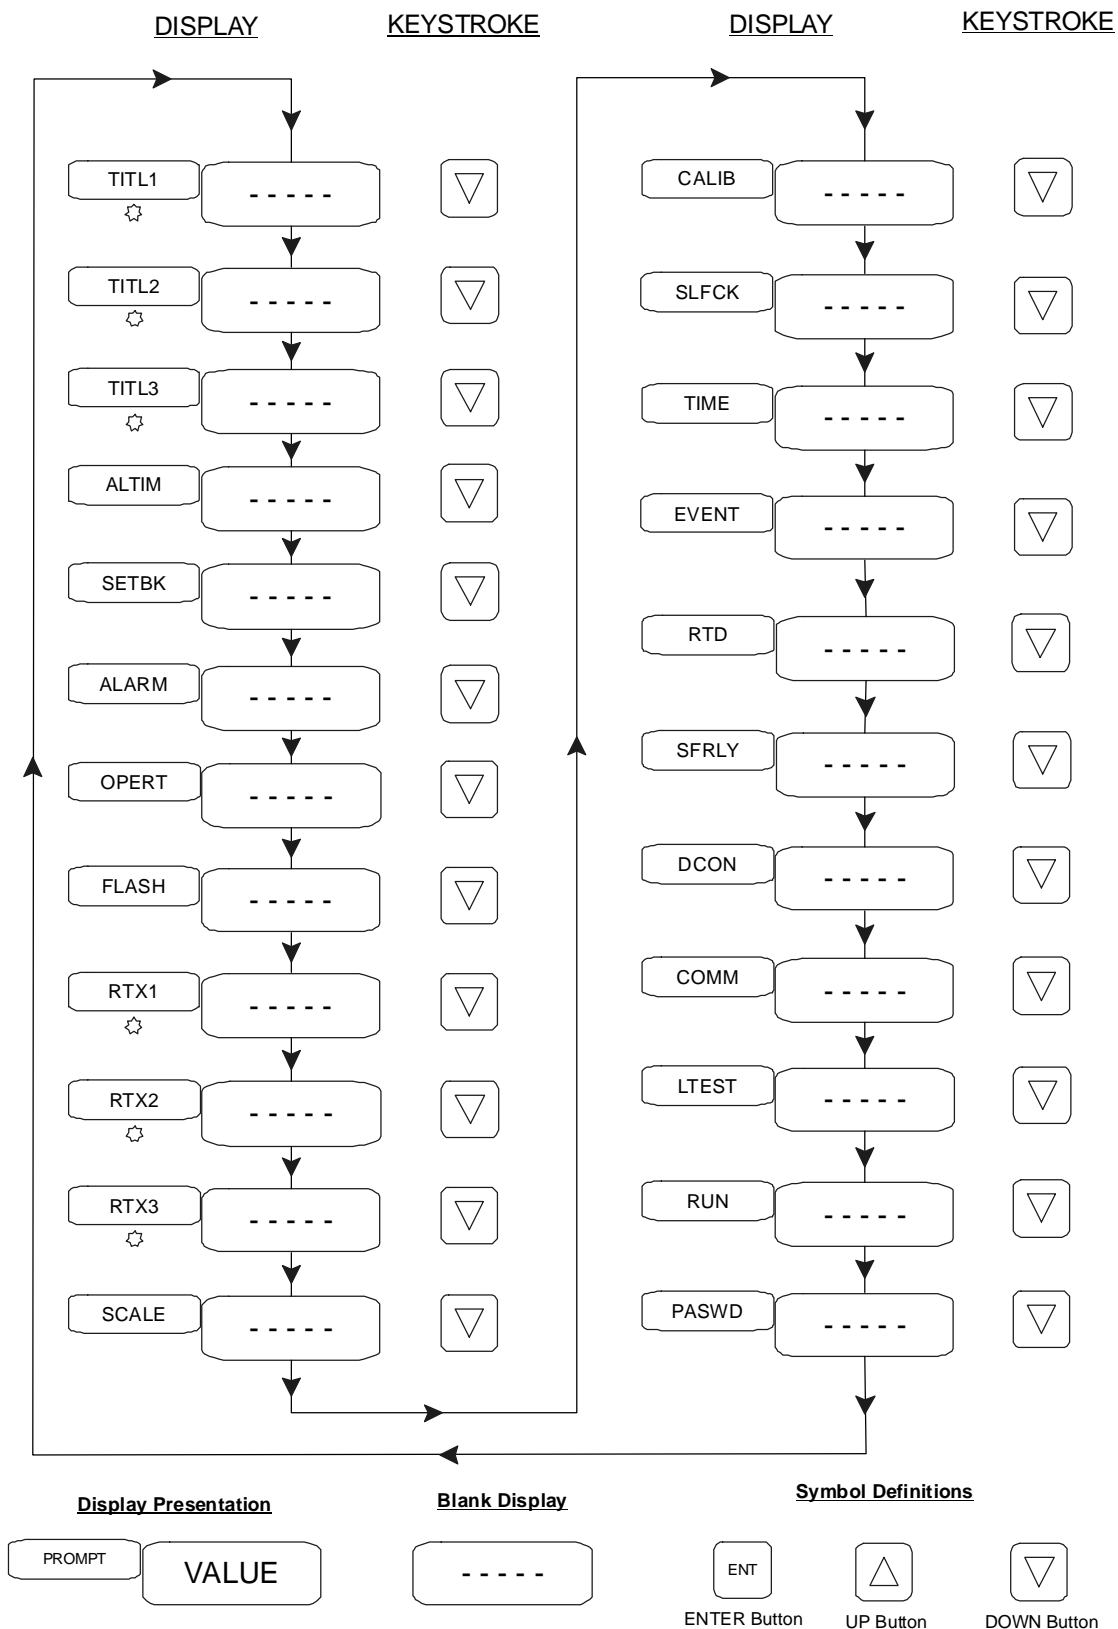 DISPLAY KEYSTROKE DISPLAY KEYSTROKE
TITL1
- - - - -
TITL2
- - - - -
TITL3
- - - - -
ALTIM
- - - - -
SETBK
- - - - -
ALARM
- - - - -
OPERT
- - - - -
FLASH
- - - - -
RTX1
- - - - -
RTX2
- - - - -
RTX3
- - - - -
SCALE
- - - - -
CALIB
- - - - -
SLFCK
- - - - -
TIME
- - - - -
EVENT
- - - - -
RTD
- - - - -
SFRLY
- - - - -
DCON
- - - - -
COMM
- - - - -
LTEST
- - - - -
RUN
- - - - -
PASWD
- - - - -
Display Presentation
PROMPT
VALUE
Blank Display
- - - - -
Symbol Definitions
ENT
ENTER Button
UP Button
DOWN Button